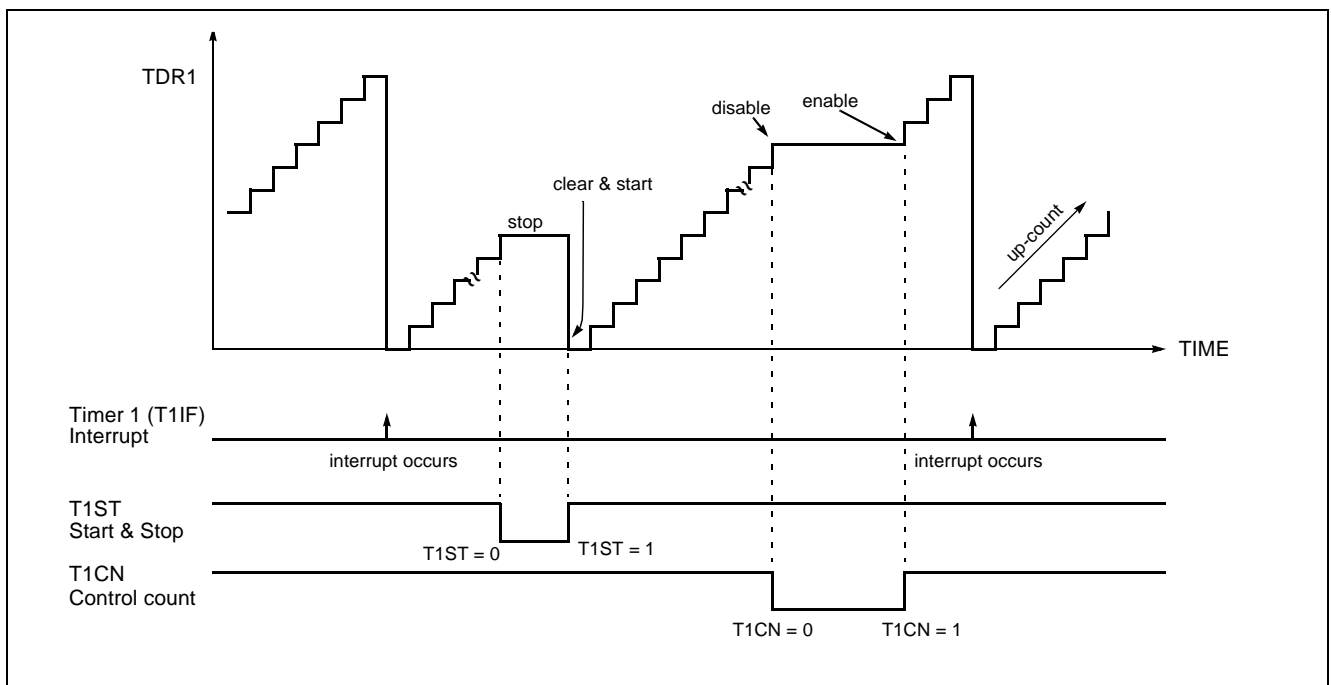 TDR1
disable
enable
clear & start
stop
up-count
TIME
Timer 1 (T1IF)
Interrupt
interrupt occurs
interrupt occurs
T1ST
Start & Stop
T1ST = 0
T1ST = 1
T1CN
Control count
T1CN = 0
T1CN = 1